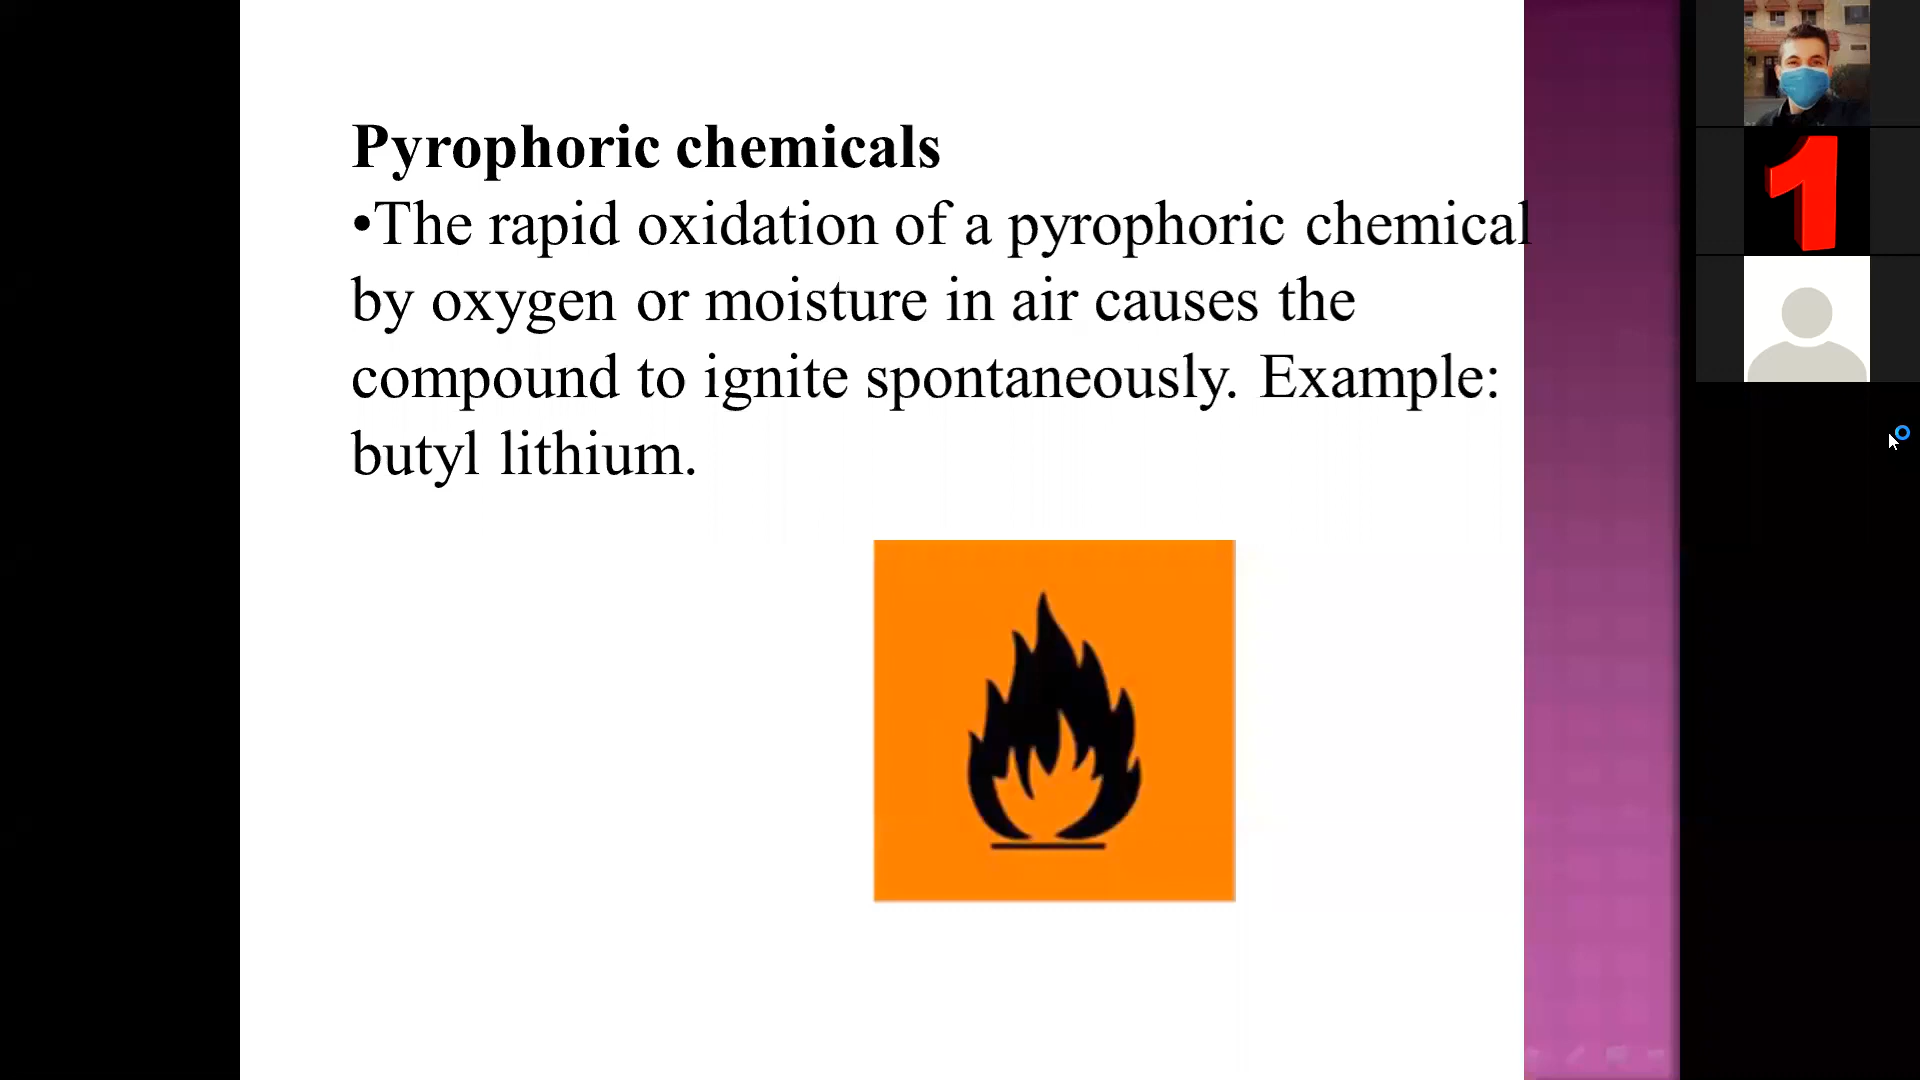 Pyrophoric chemicals
•The rapid oxidation of a pyrophoric chemical
by oxygen or moisture in air causes the
compound to ignite spontaneously. Example:
butyl lithium.
1